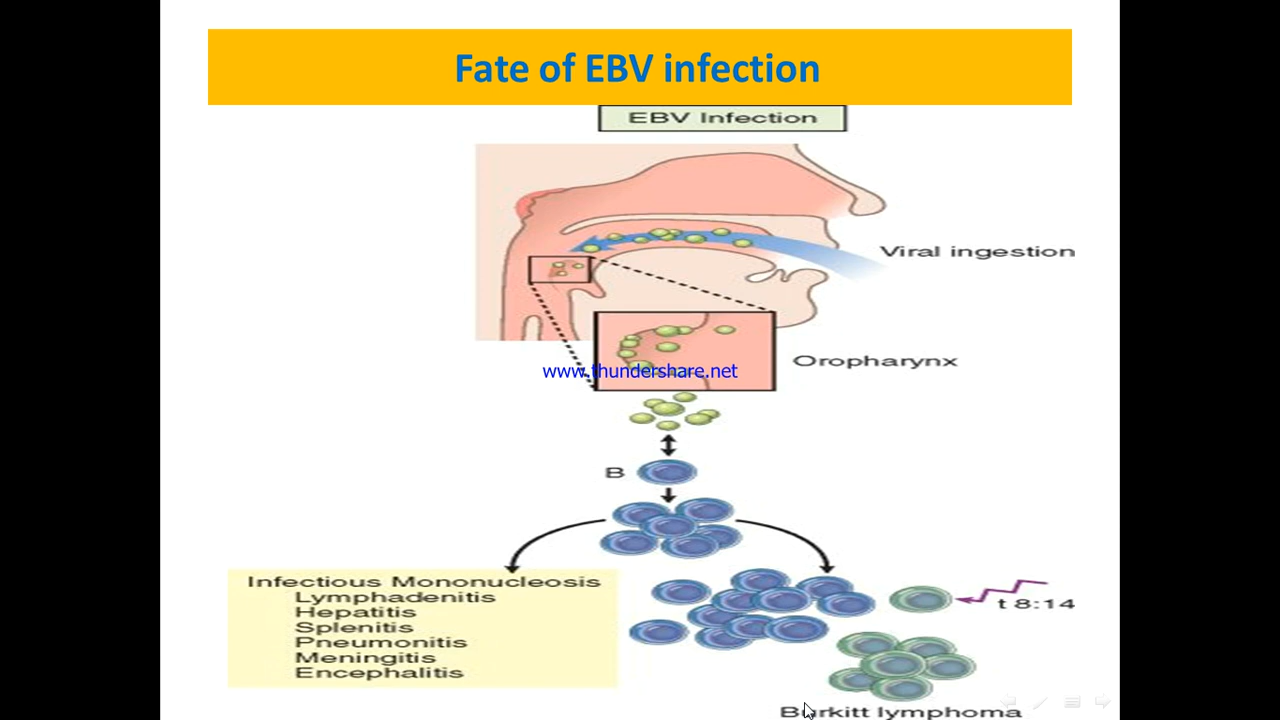 Fate of EBV infection
EBV Infection
Viral ingestion
Oropharynx
www.thundershare.net
B
Infectious Mononucleosis
Lymphadenitis
Hepatitis
Splenitis
Pneumonitis
Meningitis
Encephalitis
t 8:14
Burkitt lymphoma